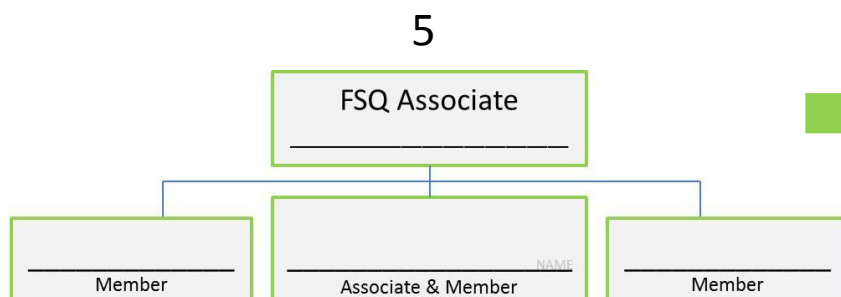 5
FSQ Associate
NAME
Member
Associate & Member
Member